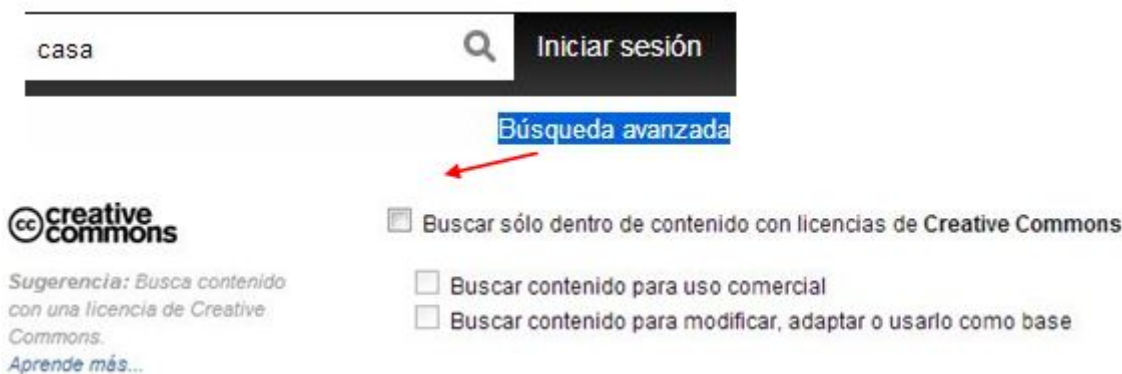 casa
Iniciar sesión
Búsqueda avanzada
cc creative commons
Buscar sólo dentro de contenido con licencias de Creative Commons
Sugerencia: Busca contenido
con una licencia de Creative
Commons.
Aprende más...
Buscar contenido para uso comercial
Buscar contenido para modificar, adaptar o usarlo como base